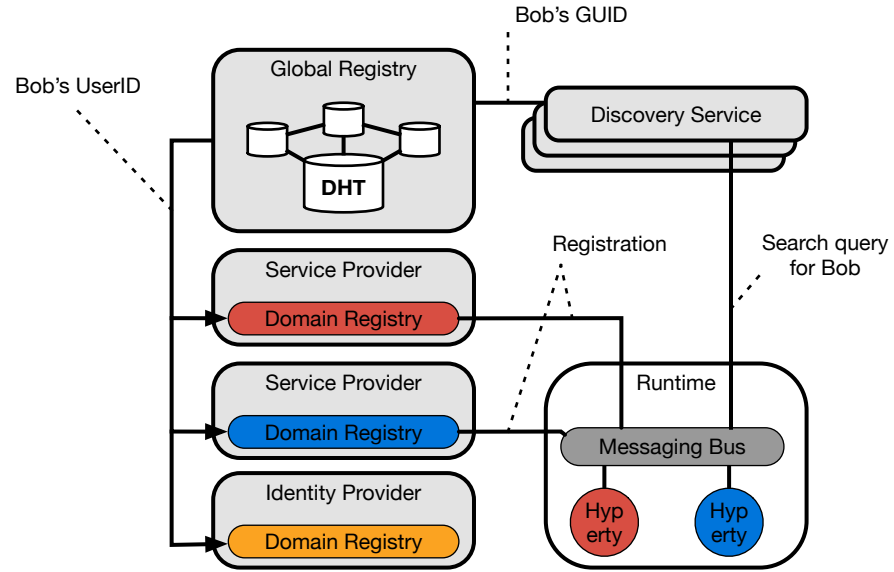 Bob's GUID
Global Registry
Bob's UserID
Discovery Service
DHT
Registration
Search query
for Bob
Service Provider
Domain Registry
Service Provider
Runtime
Domain Registry
Messaging Bus
Identity Provider
Hyp
erty
Hyp
erty
Domain Registry